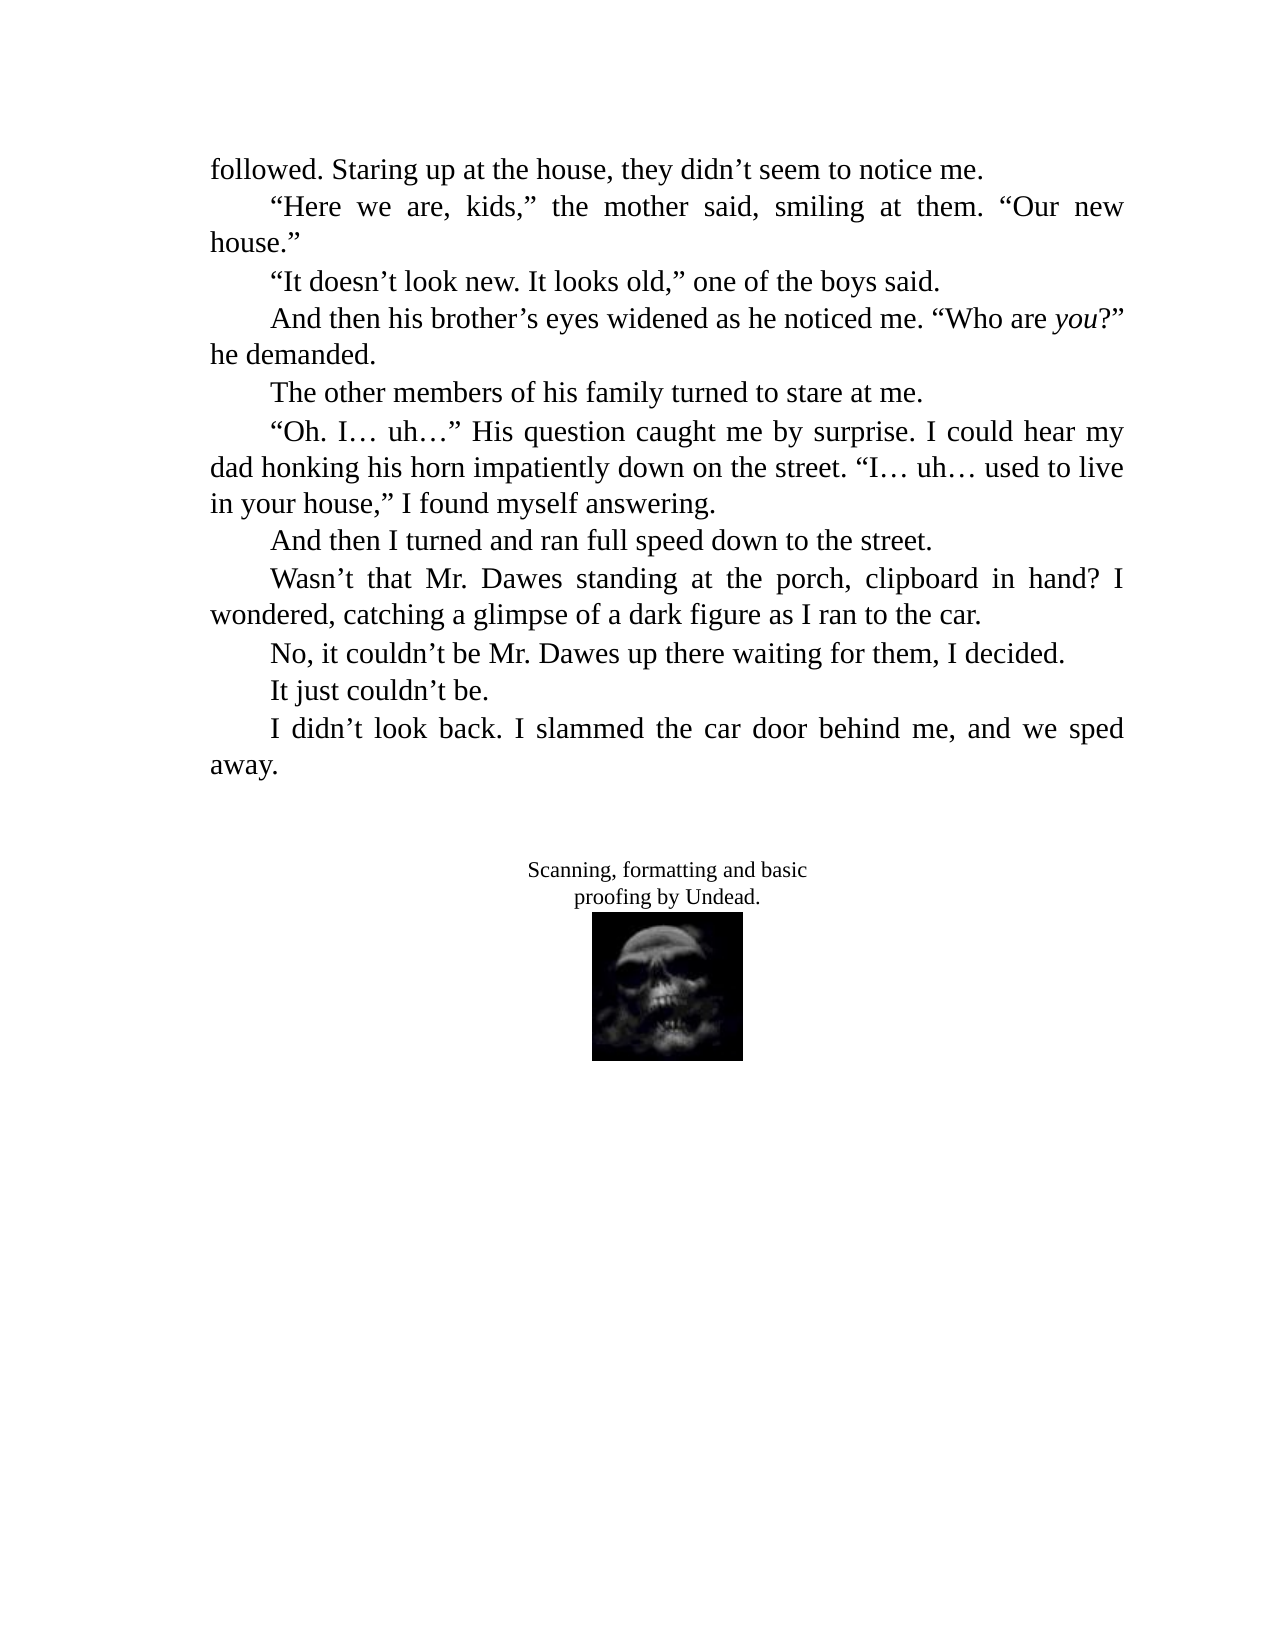 followed. Staring up at the house, they didn’t seem to notice me.
“Here we are, kids,” the mother said, smiling at them. “Our new
house.”
“It doesn’t look new. It looks old,” one of the boys said.
And then his brother’s eyes widened as he noticed me. “Who are you?”
he demanded.
The other members of his family turned to stare at me.
“Oh. I… uh…” His question caught me by surprise. I could hear my
dad honking his horn impatiently down on the street. “I… uh… used to live
in your house,” I found myself answering.
And then I turned and ran full speed down to the street.
Wasn’t that Mr. Dawes standing at the porch, clipboard in hand? I
wondered, catching a glimpse of a dark figure as I ran to the car.
No, it couldn’t be Mr. Dawes up there waiting for them, I decided.
It just couldn’t be.
I didn’t look back. I slammed the car door behind me, and we sped
away.
Scanning, formatting and basic
proofing by Undead.